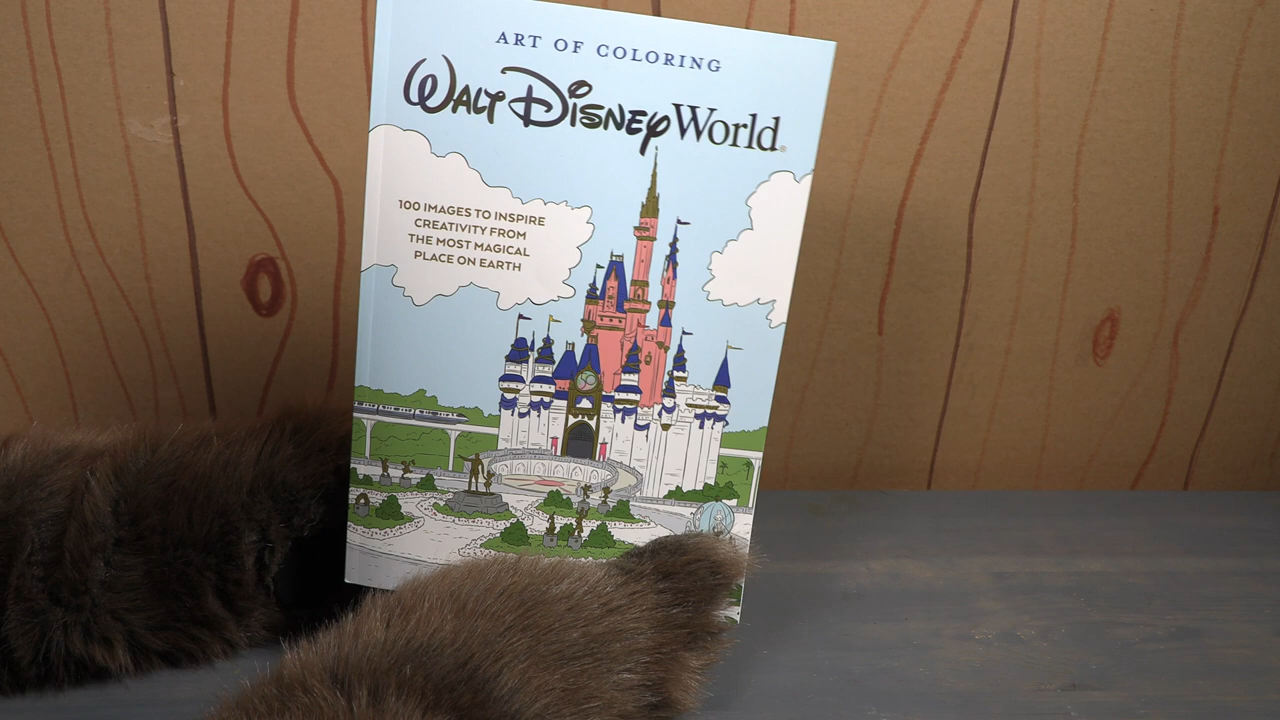 ART OF COLORING
WALT DISNEY World®
100 IMAGES TO INSPIRE
CREATIVITY FROM
THE MOST MAGICAL
PLACE ON EARTH